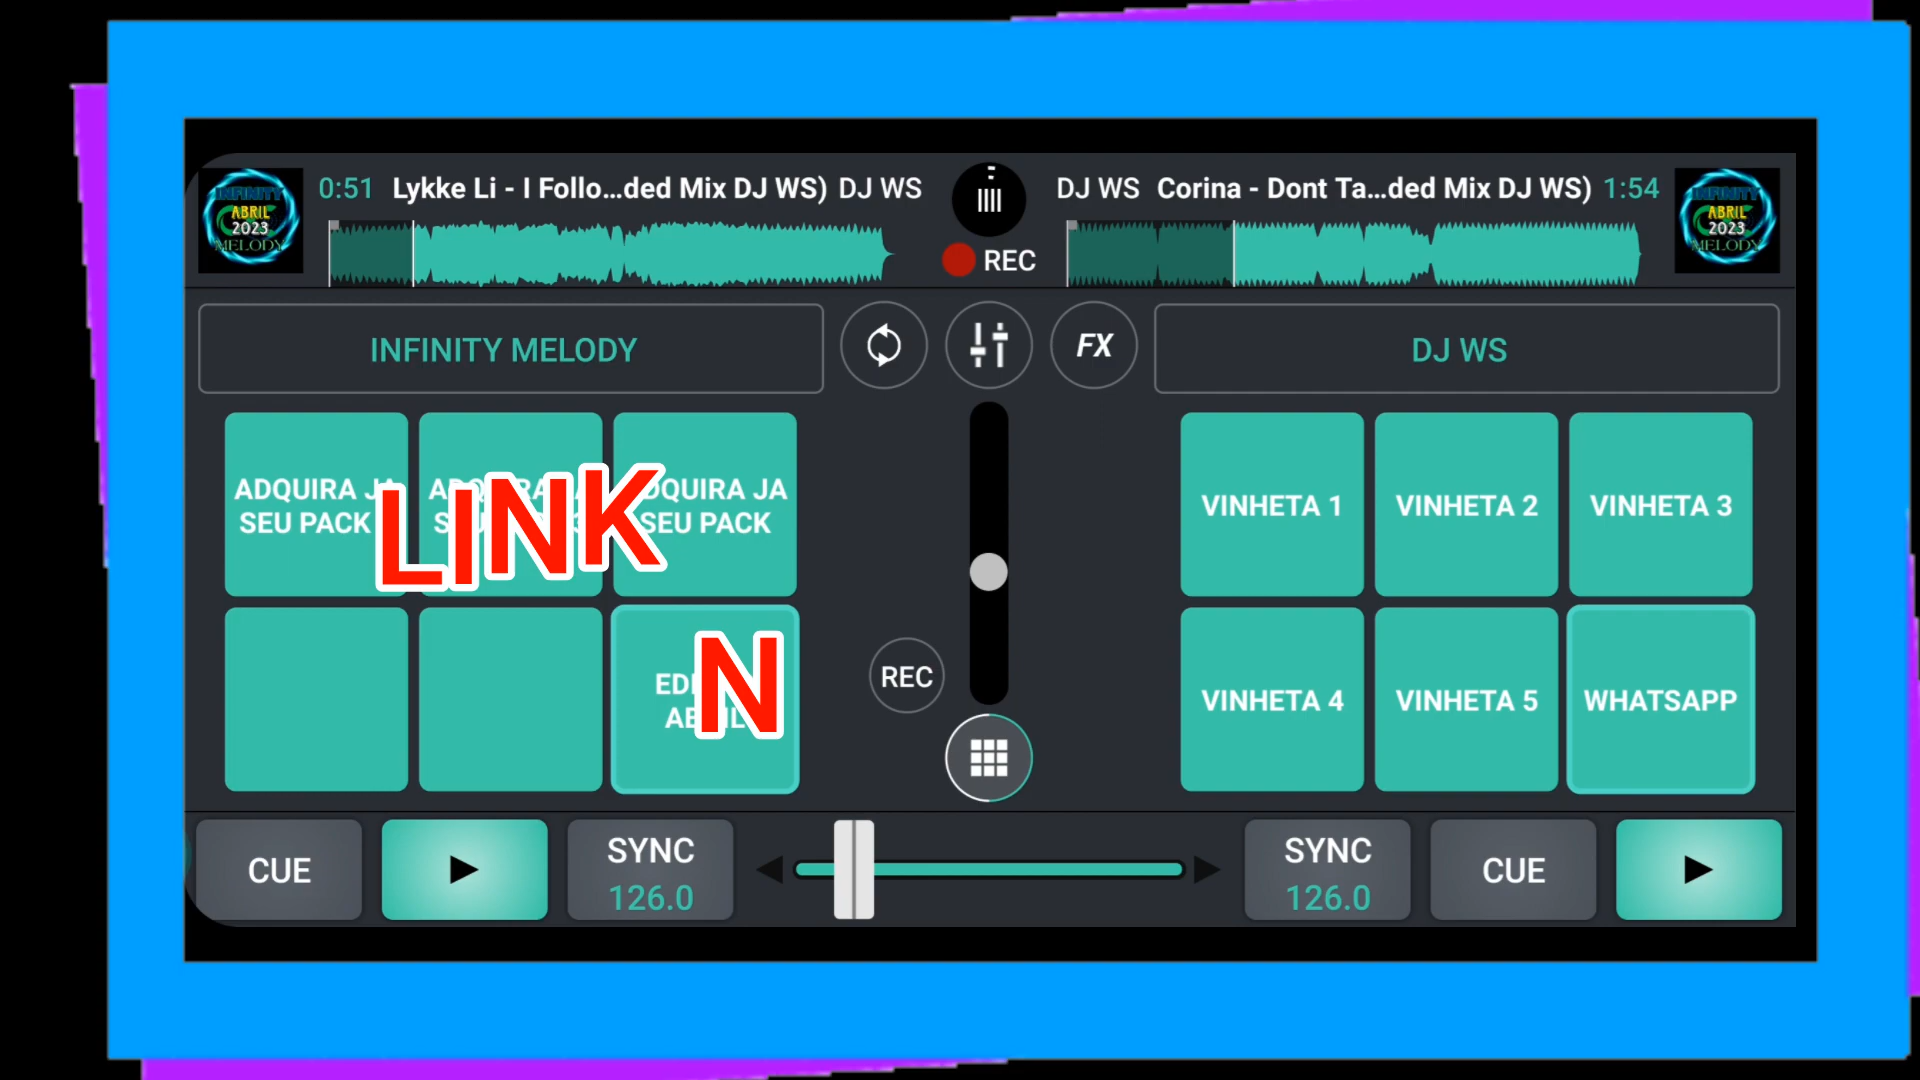 INFINITY
ABRIL
2023
MELODY
0:51 Lykke Li - I Follo...ded Mix DJ WS) DJ WS
DJ WS Corina - Dont Ta...ded Mix DJ WS) 1:54
INFINITY
ABRIL
2023
MELODY
REC
INFINITY MELODY
FX
DJ WS
ADQUIRA JA
SEU PACK
ADQUIRA JA
SEU PACK
LINK
N
VINHETA 1
VINHETA 2
VINHETA 3
REC
VINHETA 4
VINHETA 5
WHATSAPP
CUE
SYNC
126.0
SYNC
126.0
CUE